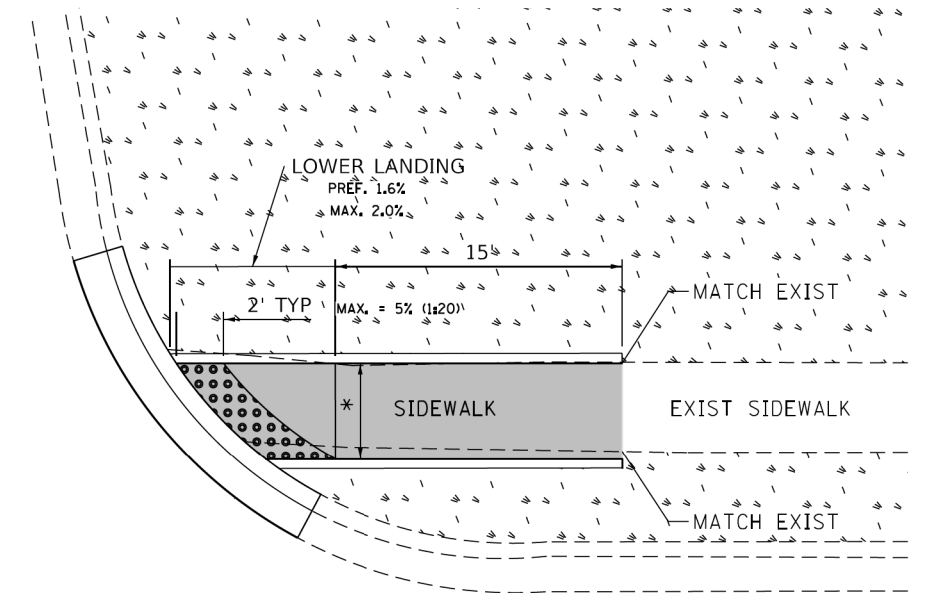 LOWER LANDING
PREF. 1.6%
MAX. 2.0%
15'
2' TYP
MAX. = 5% (1:20)
MATCH EXIST
*
SIDEWALK
EXIST SIDEWALK
MATCH EXIST